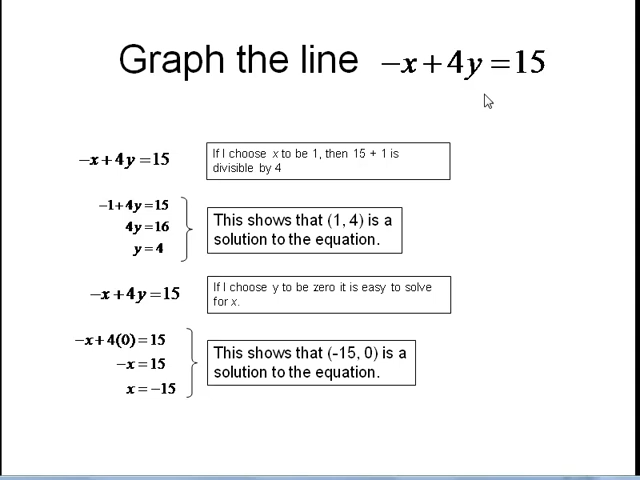 Graph the line −x + 4y = 15
−x + 4y = 15
If I choose x to be 1, then 15 + 1 is
divisible by 4
−1 + 4y = 15
4y = 16
y = 4
This shows that (1, 4) is a
solution to the equation.
−x + 4y = 15
If I choose y to be zero it is easy to solve
for x.
−x + 4(0) = 15
−x = 15
x = −15
This shows that (-15, 0) is a
solution to the equation.